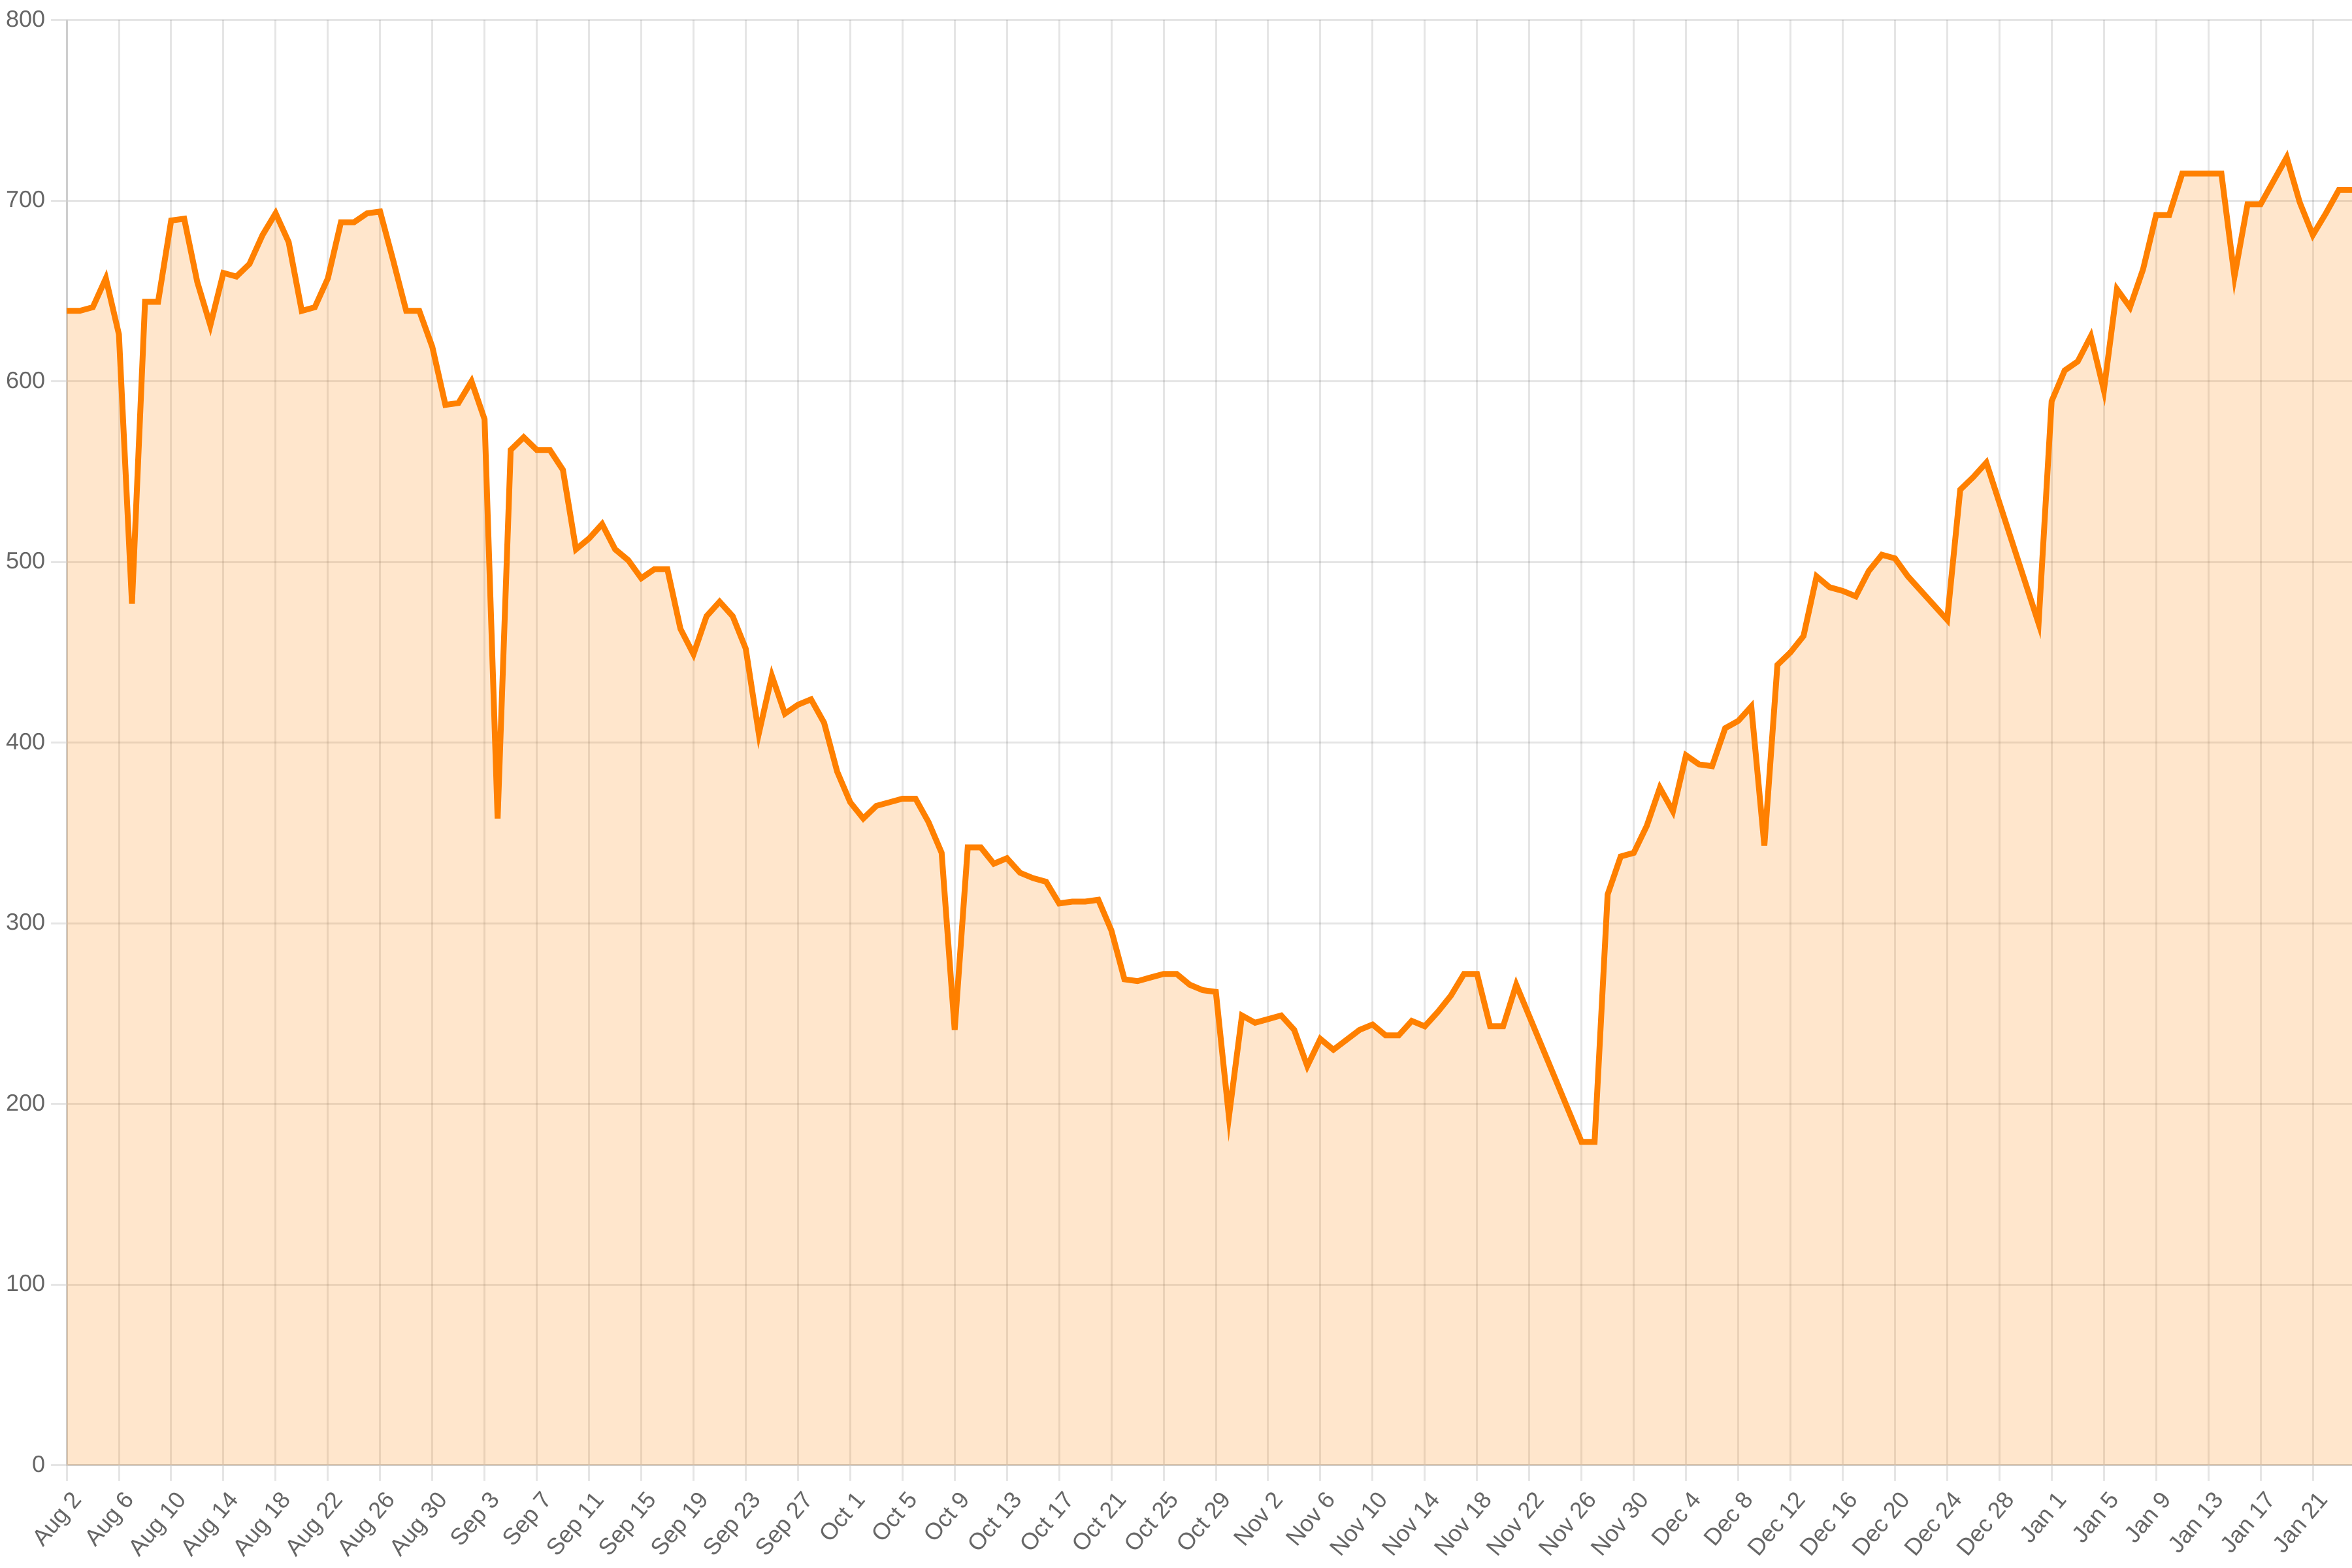 800
700
600
500
400
300
200
100
0
Aug 2
Aug 6
Aug 10
Aug 14
Aug 18
Aug 22
Aug 26
Aug 30
Sep 3
Sep 7
Sep 11
Sep 15
Sep 19
Sep 23
Sep 27
Oct 1
Oct 5
Oct 9
Oct 13
Oct 17
Oct 21
Oct 25
Oct 29
Nov 2
Nov 6
Nov 10
Nov 14
Nov 18
Nov 22
Nov 26
Nov 30
Dec 4
Dec 8
Dec 12
Dec 16
Dec 20
Dec 24
Dec 28
Jan 1
Jan 5
Jan 9
Jan 13
Jan 17
Jan 21